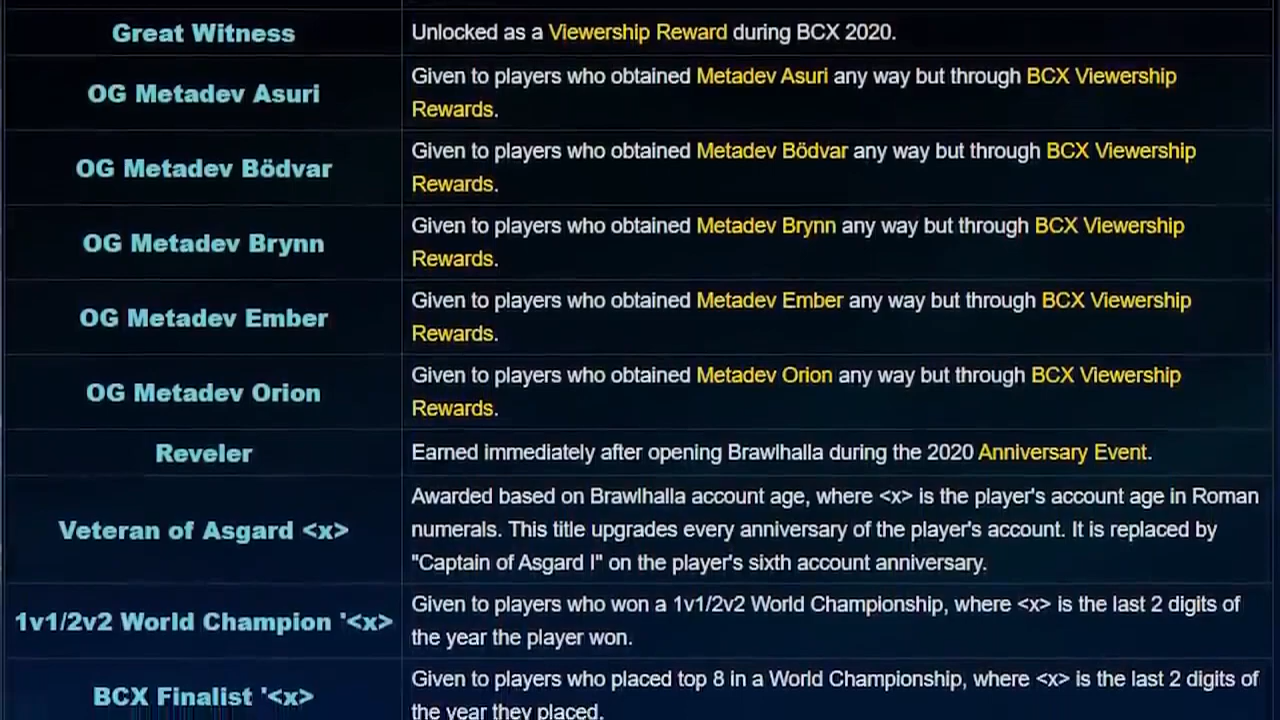 Great Witness
Unlocked as a Viewership Reward during BCX 2020.
OG Metadev Asuri
Given to players who obtained Metadev Asuri any way but through BCX Viewership
Rewards.
OG Metadev Bödvar
Given to players who obtained Metadev Bödvar any way but through BCX Viewership
Rewards.
OG Metadev Brynn
Given to players who obtained Metadev Brynn any way but through BCX Viewership
Rewards.
OG Metadev Ember
Given to players who obtained Metadev Ember any way but through BCX Viewership
Rewards.
OG Metadev Orion
Given to players who obtained Metadev Orion any way but through BCX Viewership
Rewards.
Reveler
Earned immediately after opening Brawlhalla during the 2020 Anniversary Event.
Veteran of Asgard <x>
Awarded based on Brawlhalla account age, where <x> is the player's account age in Roman
numerals. This title upgrades every anniversary of the player's account. It is replaced by
"Captain of Asgard I" on the player's sixth account anniversary.
1v1/2v2 World Champion '<x>
Given to players who won a 1v1/2v2 World Championship, where <x> is the last 2 digits of
the year the player won.
BCX Finalist '<x>
Given to players who placed top 8 in a World Championship, where <x> is the last 2 digits of
the year they placed.